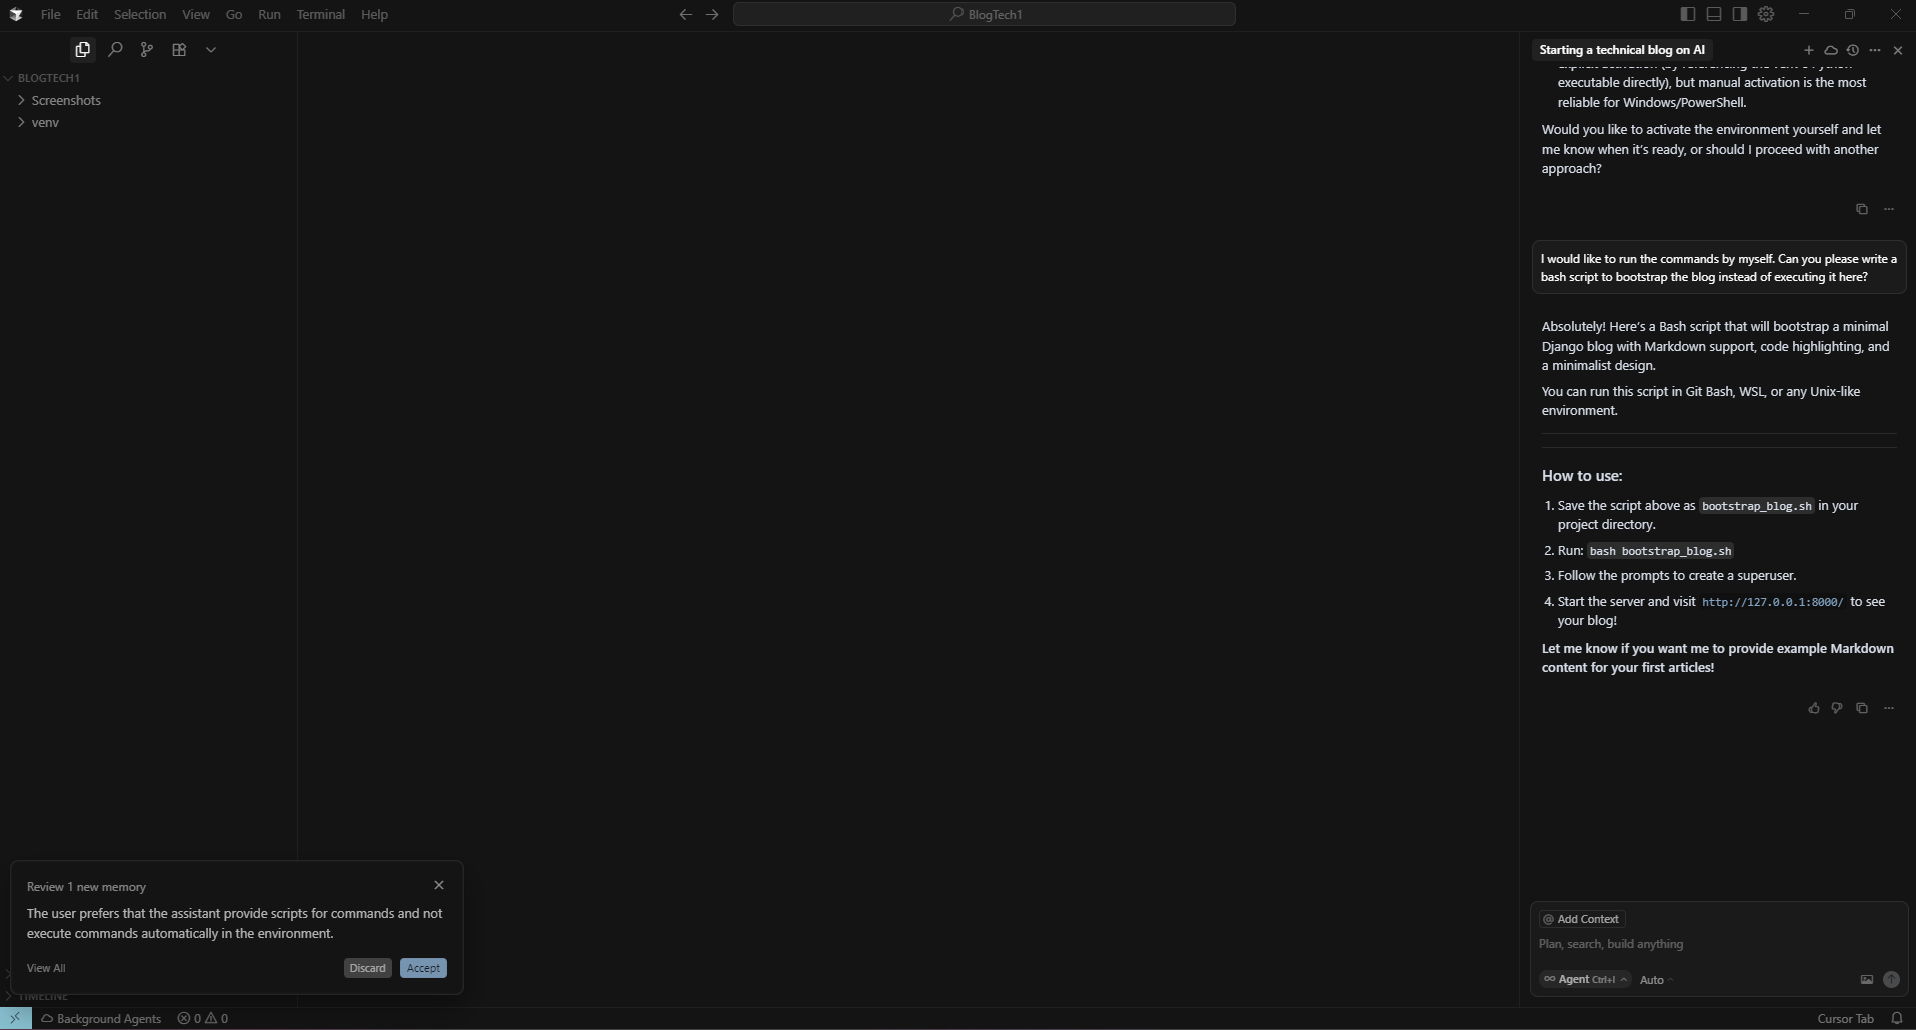 File Edit Selection View Go Run Terminal Help
BlogTech1
BLOGTECH1
Screenshots
venv
Starting a technical blog on AI
executable directly), but manual activation is the most
reliable for Windows/PowerShell.
Would you like to activate the environment yourself and let
me know when it's ready, or should I proceed with another
approach?
I would like to run the commands by myself. Can you please write a
bash script to bootstrap the blog instead of executing it here?
Absolutely! Here's a Bash script that will bootstrap a minimal
Django blog with Markdown support, code highlighting, and
a minimalist design.
You can run this script in Git Bash, WSL, or any Unix-like
environment.
How to use:
1. Save the script above as bootstrap_blog.sh in your
project directory.
2. Run: bash bootstrap_blog.sh
3. Follow the prompts to create a superuser.
4. Start the server and visit http://127.0.0.1:8000/ to see
your blog!
Let me know if you want me to provide example Markdown
content for your first articles!
Review 1 new memory
The user prefers that the assistant provide scripts for commands and not
execute commands automatically in the environment.
View All Discard Accept
TIMELINE
@ Add Context
Plan, search, build anything
Agent Ctrl+I Auto
Background Agents 0 0
Cursor Tab